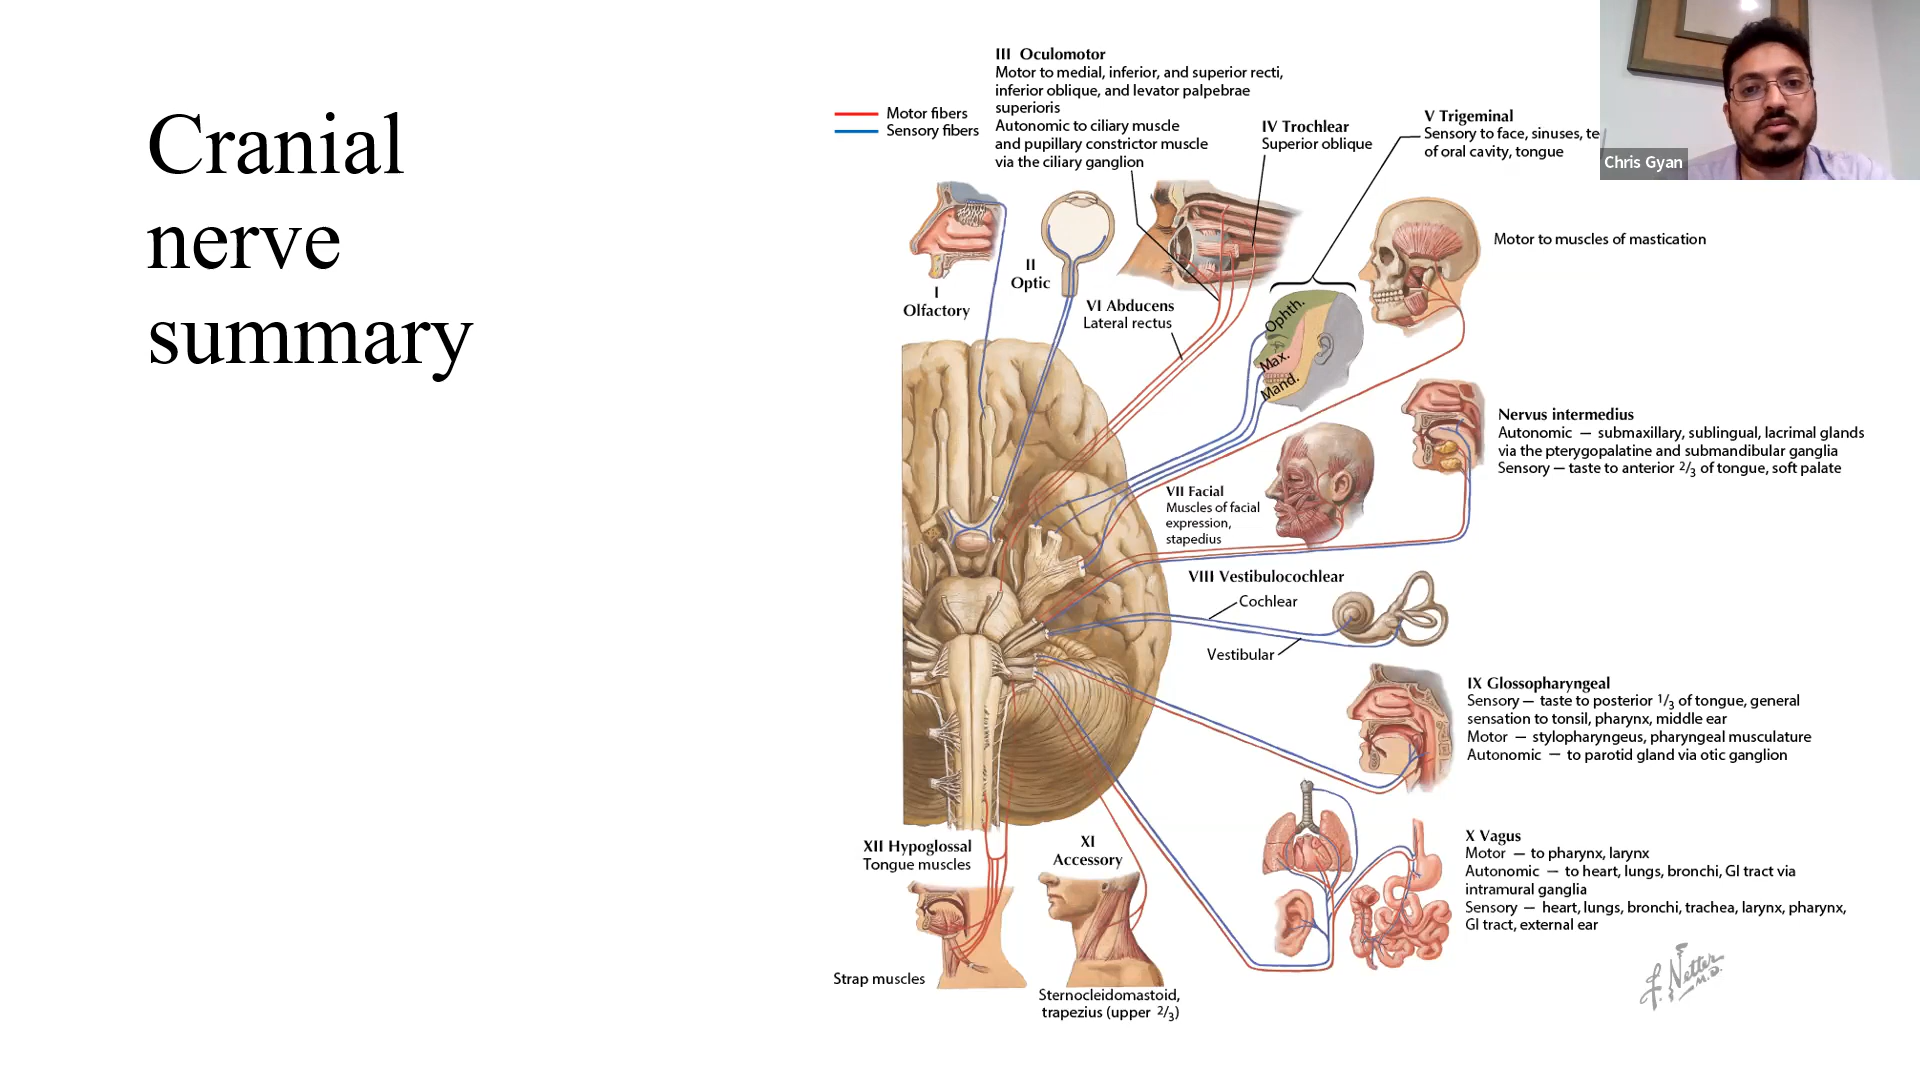 Cranial
nerve
summary
Motor fibers
Sensory fibers
III Oculomotor
Motor to medial, inferior, and superior recti,
inferior oblique, and levator palpebrae
superioris
Autonomic to ciliary muscle
and pupillary constrictor muscle
via the ciliary ganglion
IV Trochlear
Superior oblique
V Trigeminal
Sensory to face, sinuses, te
of oral cavity, tongue
Chris Gyan
Motor to muscles of mastication
I
Olfactory
II
Optic
VI Abducens
Lateral rectus
Ophth.
Max.
Mand.
Nervus intermedius
Autonomic — submaxillary, sublingual, lacrimal glands
via the pterygopalatine and submandibular ganglia
Sensory — taste to anterior 2/3 of tongue, soft palate
VII Facial
Muscles of facial
expression,
stapedius
VIII Vestibulocochlear
Cochlear
Vestibular
IX Glossopharyngeal
Sensory — taste to posterior 1/3 of tongue, general
sensation to tonsil, pharynx, middle ear
Motor — stylopharyngeus, pharyngeal musculature
Autonomic — to parotid gland via otic ganglion
X Vagus
Motor — to pharynx, larynx
Autonomic — to heart, lungs, bronchi, GI tract via
intramural ganglia
Sensory — heart, lungs, bronchi, trachea, larynx, pharynx,
GI tract, external ear
XII Hypoglossal
Tongue muscles
Strap muscles
XI
Accessory
Sternocleidomastoid,
trapezius (upper 2/3)
F. Netter
M.D.